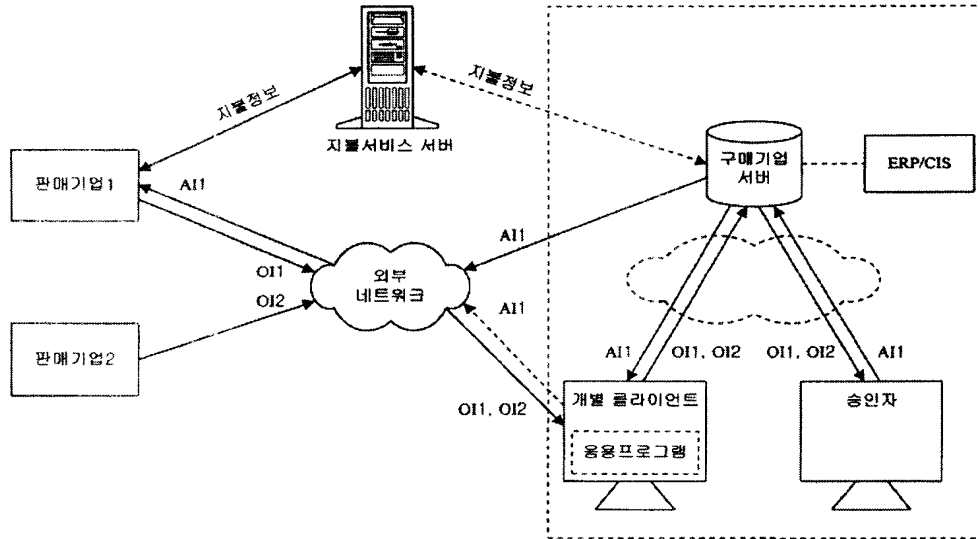 지불정보
지불정보
지불서비스 서버
구매기업
서버
ERP/CIS
판매기업1
AI1
AI1
OI1
OI2
외부
네트워크
AI1
판매기업2
AI1
OI1, OI2
OI1, OI2
AI1
OI1, OI2
개별 클라이언트
응용프로그램
승인자